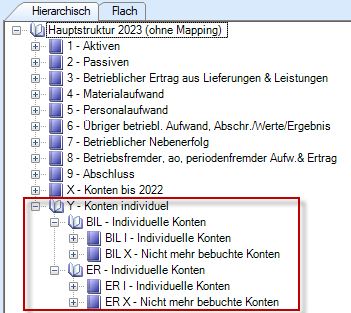 Hierarchisch Flach
Hauptstruktur 2023 (ohne Mapping)
1 - Aktiven
2 - Passiven
3 - Betrieblicher Ertrag aus Lieferungen & Leistungen
4 - Materialaufwand
5 - Personalaufwand
6 - Übriger betriebl. Aufwand, Abschr./Werte/Ergebnis
7 - Betrieblicher Nebenerfolg
8 - Betriebsfremder, ao, periodenfremder Aufw.& Ertrag
9 - Abschluss
X - Konten bis 2022
Y - Konten individuel
BIL - Individuelle Konten
BIL I - Individuelle Konten
BIL X - Nicht mehr bebuchte Konten
ER - Individuelle Konten
ER I - Individuelle Konten
ER X - Nicht mehr bebuchte Konten